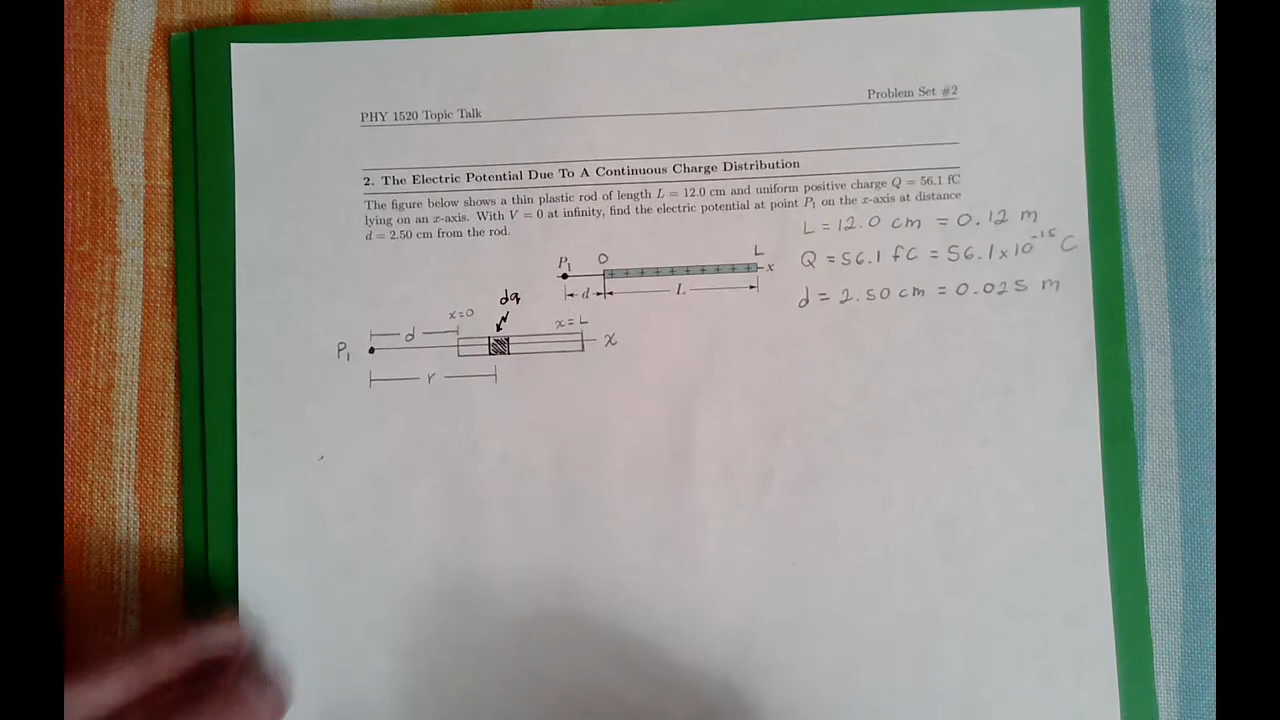 PHY 1520 Topic Talk
Problem Set #2
2. The Electric Potential Due To A Continuous Charge Distribution
The figure below shows a thin plastic rod of length L = 12.0 cm and uniform positive charge Q = 56.1 fC
lying on an x-axis. With V = 0 at infinity, find the electric potential at point P₁ on the x-axis at distance
d = 2.50 cm from the rod.
L = 12.0 cm = 0.12 m
Q = 56.1 fC = 56.1 x 10⁻¹⁵ C
d = 2.50 cm = 0.025 m
P₁ 0 L
x
d L
dq
x=0 x=L
d
P₁ x
r